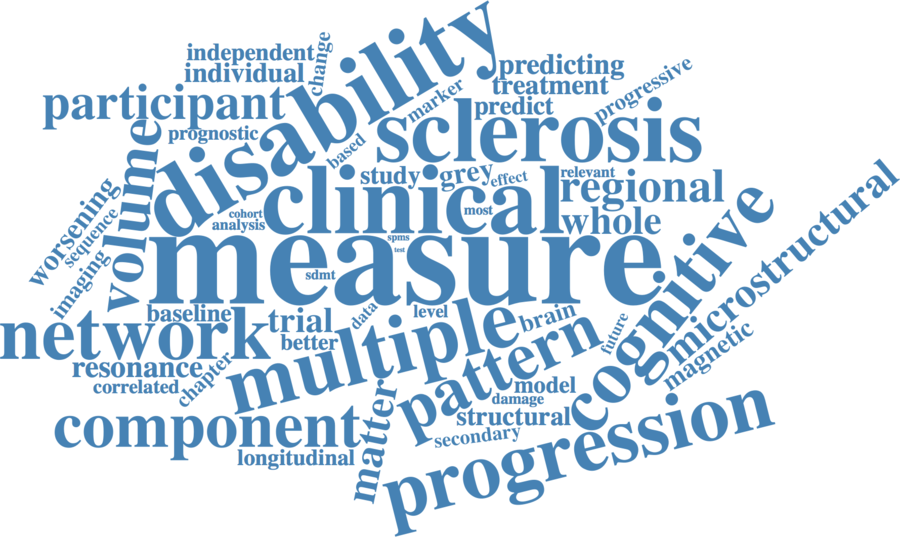 independent
individual
change
participant
prognostic
disability
marker
based
predicting
treatment
predict
progressive
sclerosis
study
grey
effect
relevant
regional
whole
clinical
most
cohort
analysis
volume
worsening
sequence
imaging
measure
spms
test
sdmt
cognitive
microstructural
magnetic
baseline
network
trial
better
data
level
brain
future
multiple
pattern
resonance
correlated
chapter
model
damage
structural
secondary
component
longitudinal
matter
progression